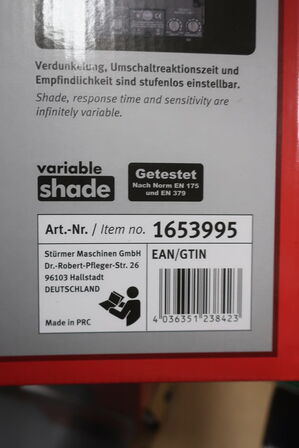 Verdunkelung, Umschaltreaktionszeit und
Empfindlichkeit sind stufenlos einstellbar.
Shade, response time and sensitivity are
infinitely variable.
variable
shade
Getestet
Nach Norm EN 175
und EN 379
Art.-Nr. / Item no. 1653995
Stürmer Maschinen GmbH
Dr.-Robert-Pfleger-Str. 26
96103 Hallstadt
DEUTSCHLAND
Made in PRC
EAN/GTIN
4 036351 238423